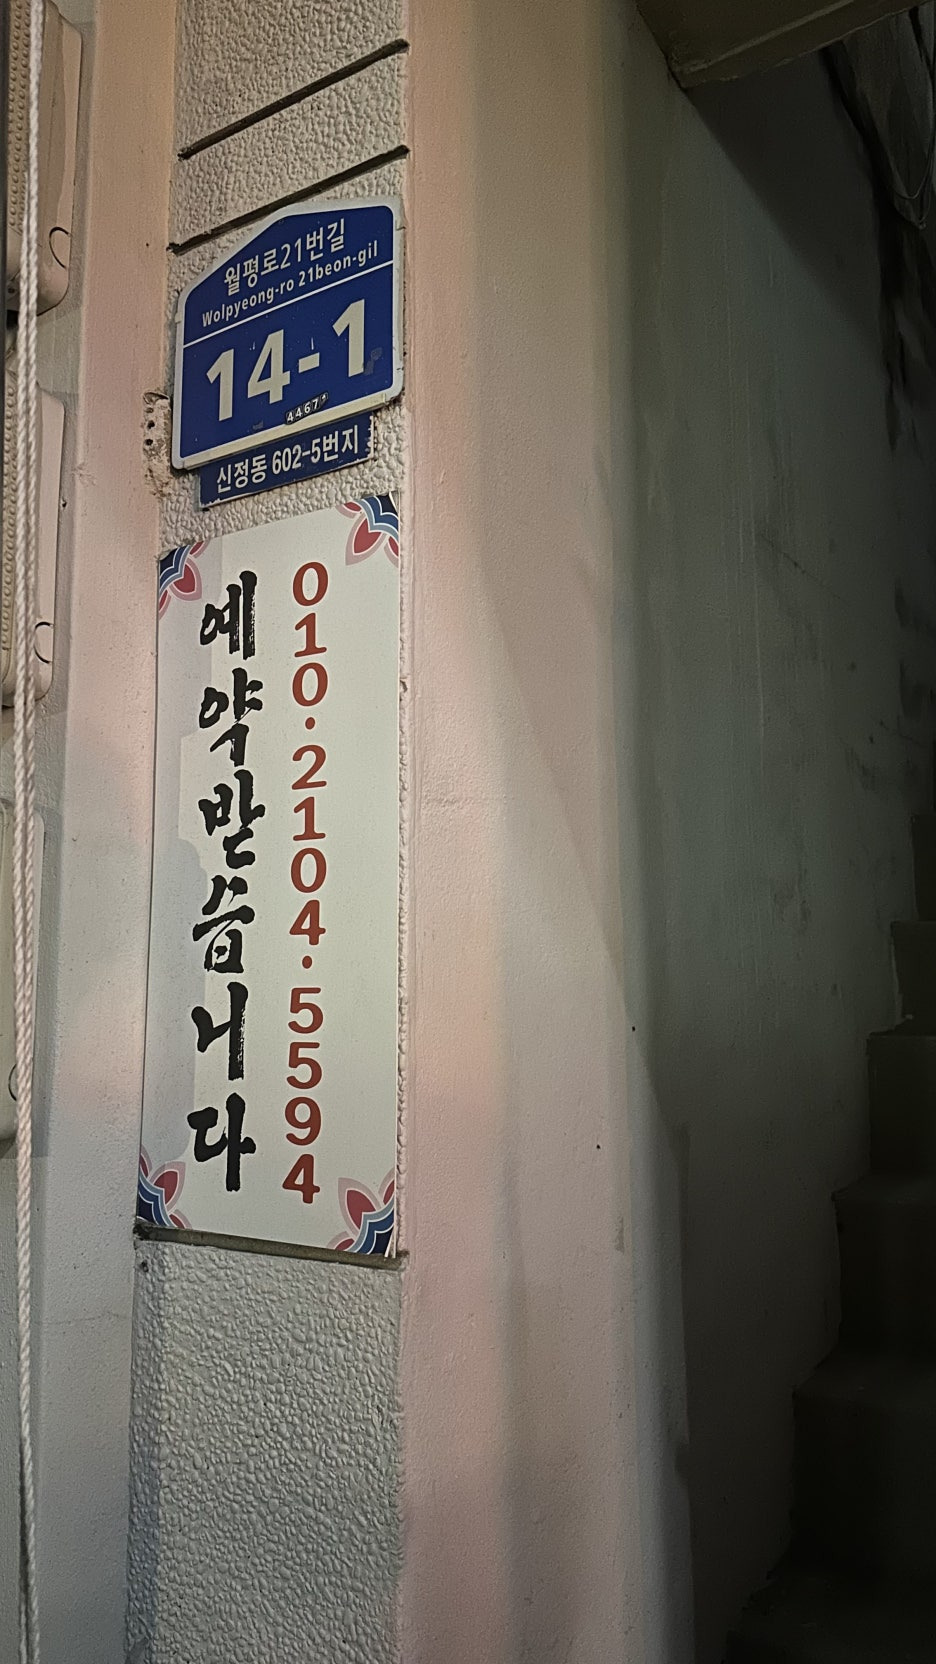 월평로21번길
Wolpyeong-ro 21beon-gil
14-1
신정동 602-5번지
예약받습니다
010·2104·5594